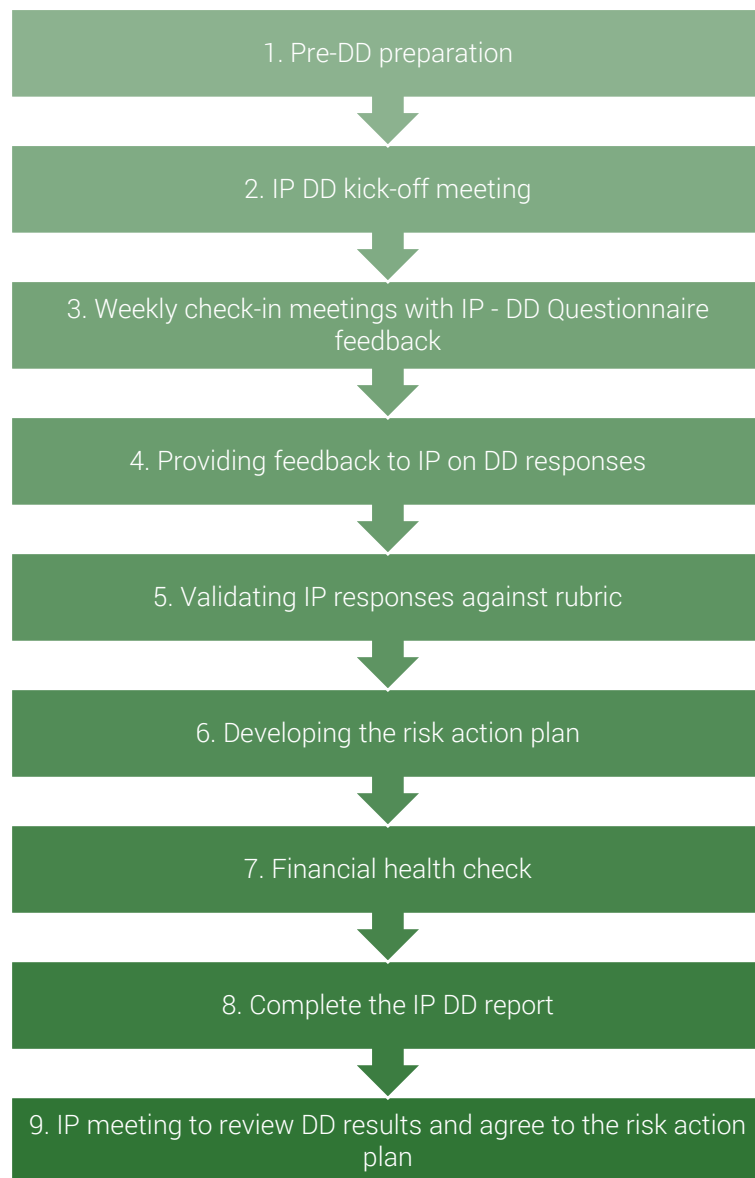 1. Pre-DD preparation
2. IP DD kick-off meeting
3. Weekly check-in meetings with IP - DD Questionnaire
feedback
4. Providing feedback to IP on DD responses
5. Validating IP responses against rubric
6. Developing the risk action plan
7. Financial health check
8. Complete the IP DD report
9. IP meeting to review DD results and agree to the risk action
plan